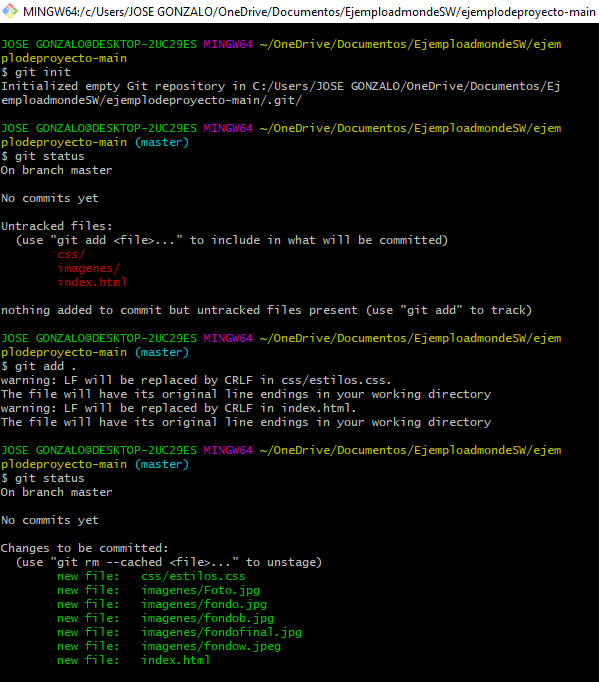 MINGW64:/c/Users/JOSE GONZALO/OneDrive/Documentos/EjemploadmondeSW/ejemplodeproyecto-main
JOSE GONZALO@DESKTOP-2UC29ES MINGW64 ~/OneDrive/Documentos/EjemploadmondeSW/ejem
plodeproyecto-main
$ git init
Initialized empty Git repository in C:/Users/JOSE GONZALO/OneDrive/Documentos/Ej
emploadmondeSW/ejemplodeproyecto-main/.git/
JOSE GONZALO@DESKTOP-2UC29ES MINGW64 ~/OneDrive/Documentos/EjemploadmondeSW/ejem
plodeproyecto-main (master)
$ git status
On branch master
No commits yet
Untracked files:
  (use "git add <file>..." to include in what will be committed)
        css/
        imagenes/
        index.html
nothing added to commit but untracked files present (use "git add" to track)
JOSE GONZALO@DESKTOP-2UC29ES MINGW64 ~/OneDrive/Documentos/EjemploadmondeSW/ejem
plodeproyecto-main (master)
$ git add .
warning: LF will be replaced by CRLF in css/estilos.css.
The file will have its original line endings in your working directory
warning: LF will be replaced by CRLF in index.html.
The file will have its original line endings in your working directory
JOSE GONZALO@DESKTOP-2UC29ES MINGW64 ~/OneDrive/Documentos/EjemploadmondeSW/ejem
plodeproyecto-main (master)
$ git status
On branch master
No commits yet
Changes to be committed:
  (use "git rm --cached <file>..." to unstage)
        new file:   css/estilos.css
        new file:   imagenes/Foto.jpg
        new file:   imagenes/fondo.jpg
        new file:   imagenes/fondob.jpg
        new file:   imagenes/fondofinal.jpg
        new file:   imagenes/fondow.jpeg
        new file:   index.html